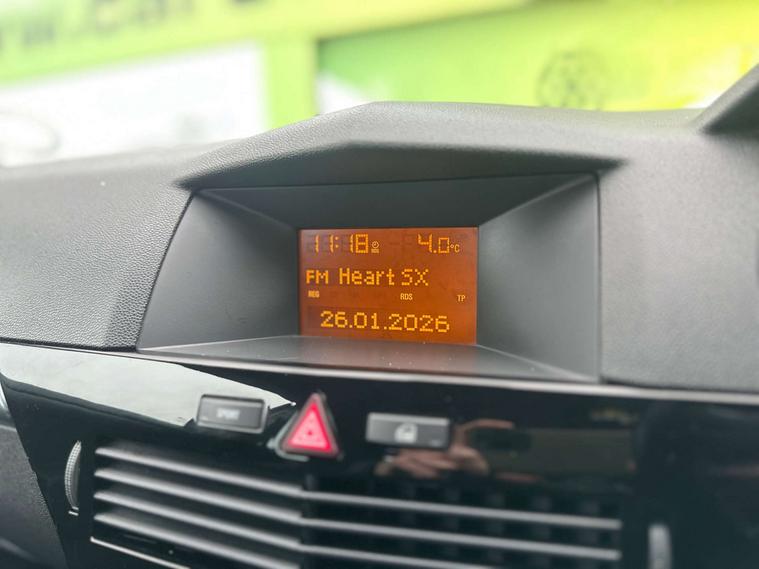 11:18 4.0°C
FM Heart SX
REG RDS TP
26.01.2026
SPORT